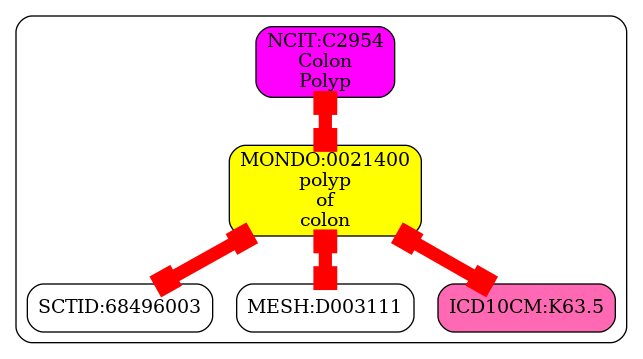 NCIT:C2954
Colon
Polyp
MONDO:0021400
polyp
of
colon
SCTID:68496003
MESH:D003111
ICD10CM:K63.5